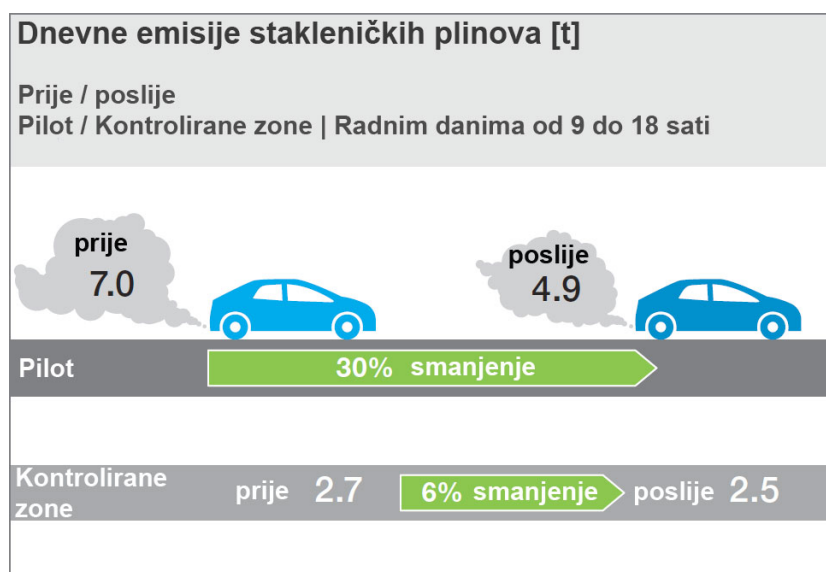 Dnevne emisije stakleničkih plinova [t]
Prije / poslije
Pilot / Kontrolirane zone | Radnim danima od 9 do 18 sati
prije
7.0
poslije
4.9
Pilot
30% smanjenje
Kontrolirane
zone
prije 2.7
6% smanjenje
poslije 2.5